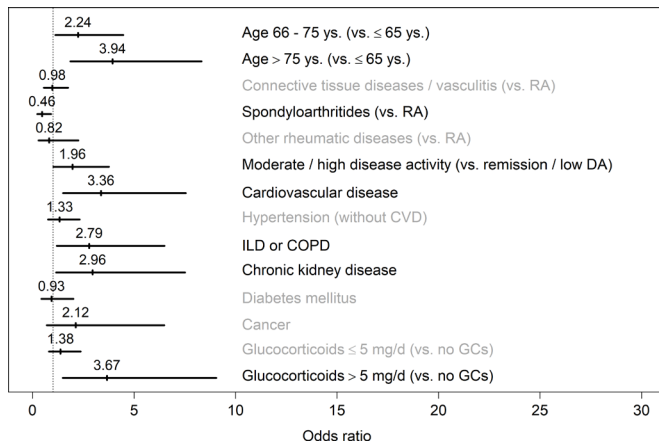 2.24 Age 66 - 75 ys. (vs. ≤ 65 ys.)
3.94 Age > 75 ys. (vs. ≤ 65 ys.)
0.98 Connective tissue diseases / vasculitis (vs. RA)
0.46 Spondyloarthritides (vs. RA)
0.82 Other rheumatic diseases (vs. RA)
1.96 Moderate / high disease activity (vs. remission / low DA)
3.36 Cardiovascular disease
1.33 Hypertension (without CVD)
2.79 ILD or COPD
2.96 Chronic kidney disease
0.93 Diabetes mellitus
2.12 Cancer
1.38 Glucocorticoids ≤ 5 mg/d (vs. no GCs)
3.67 Glucocorticoids > 5 mg/d (vs. no GCs)
0 5 10 15 20 25 30
Odds ratio